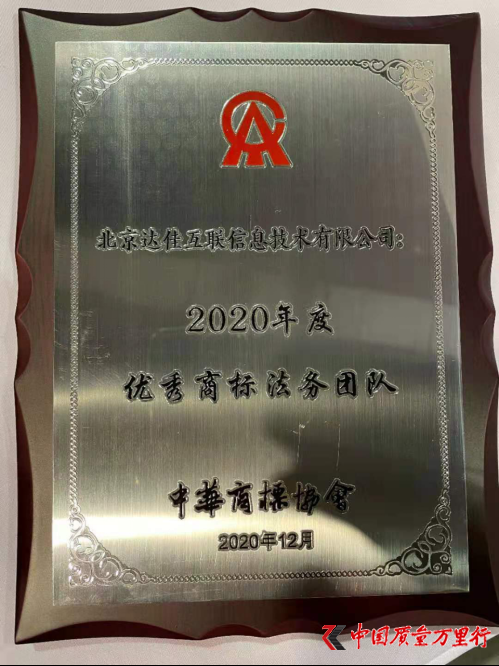 北京达佳互联信息技术有限公司：
2020年度
优秀商标法务团队
中華商標協會
2020年12月
中国质量万里行